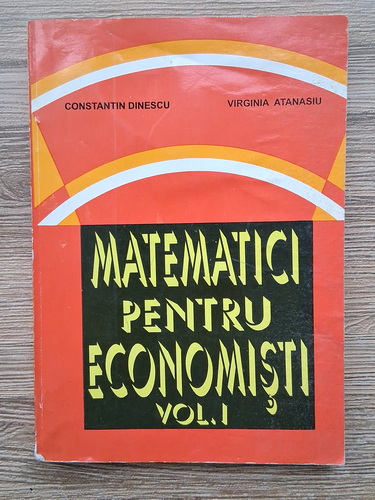 CONSTANTIN DINESCU VIRGINIA ATANASIU
MATEMATICI
PENTRU
ECONOMIȘTI
VOL. I